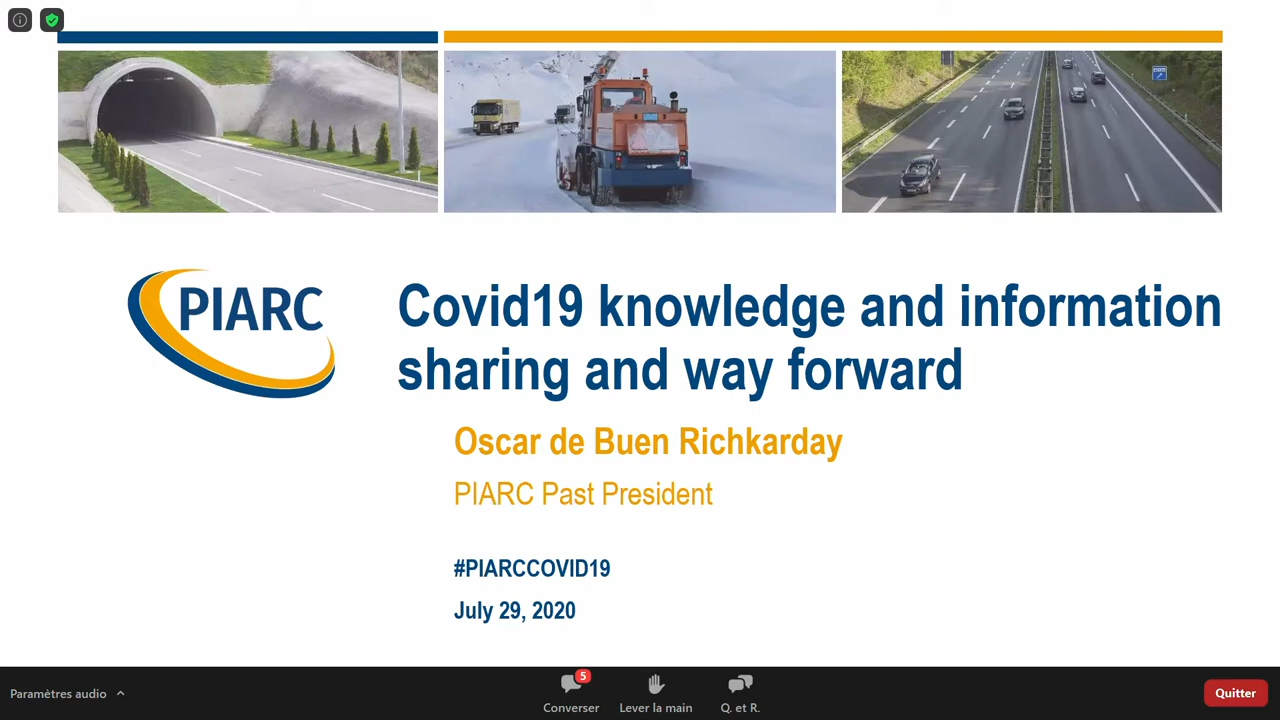 PIARC
Covid19 knowledge and information
sharing and way forward
Oscar de Buen Richkarday
PIARC Past President
#PIARCCOVID19
July 29, 2020
Paramètres audio
5
Converser
Lever la main
Q. et R.
Quitter